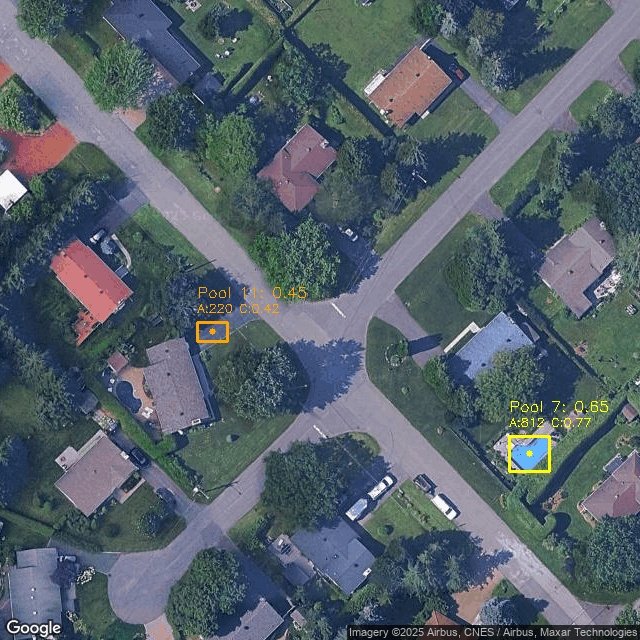 Pool 11: 0.45
A:220 C:0.42
Pool 7: 0.65
A:812 C:0.77
Google
Imagery ©2025 Airbus, CNES / Airbus, Maxar Technologies